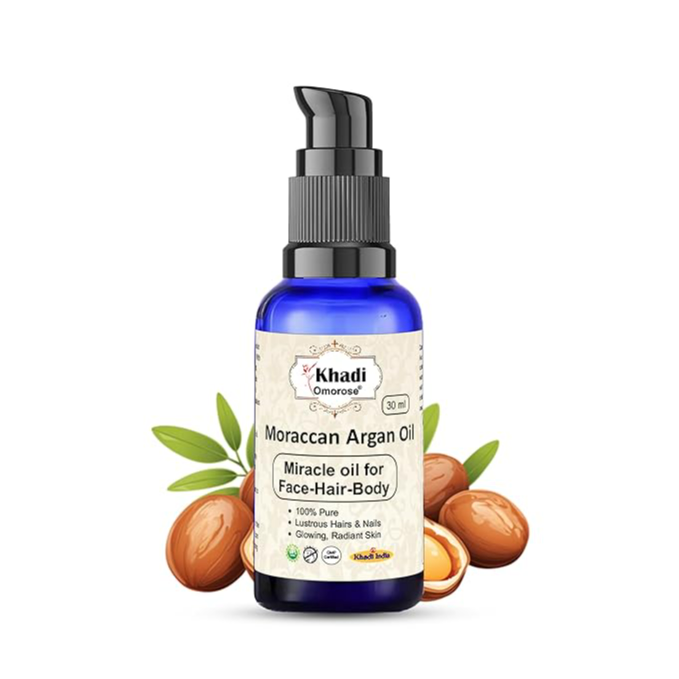 Khadi
Omorose®
30 ml
Moraccan Argan Oil
Miracle oil for
Face-Hair-Body
• 100% Pure
• Lustrous Hairs & Nails
• Glowing, Radiant Skin
Khadi India